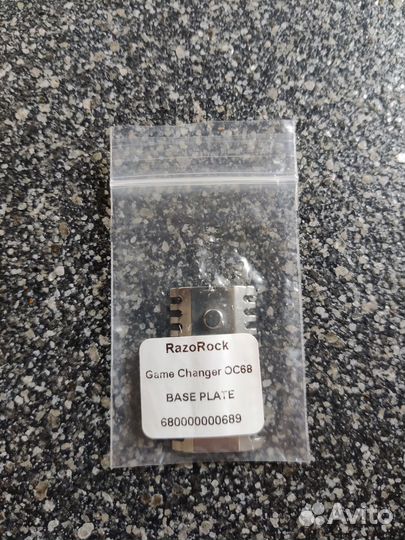 RazoRock
Game Changer OC68
BASE PLATE
680000000689
Avito